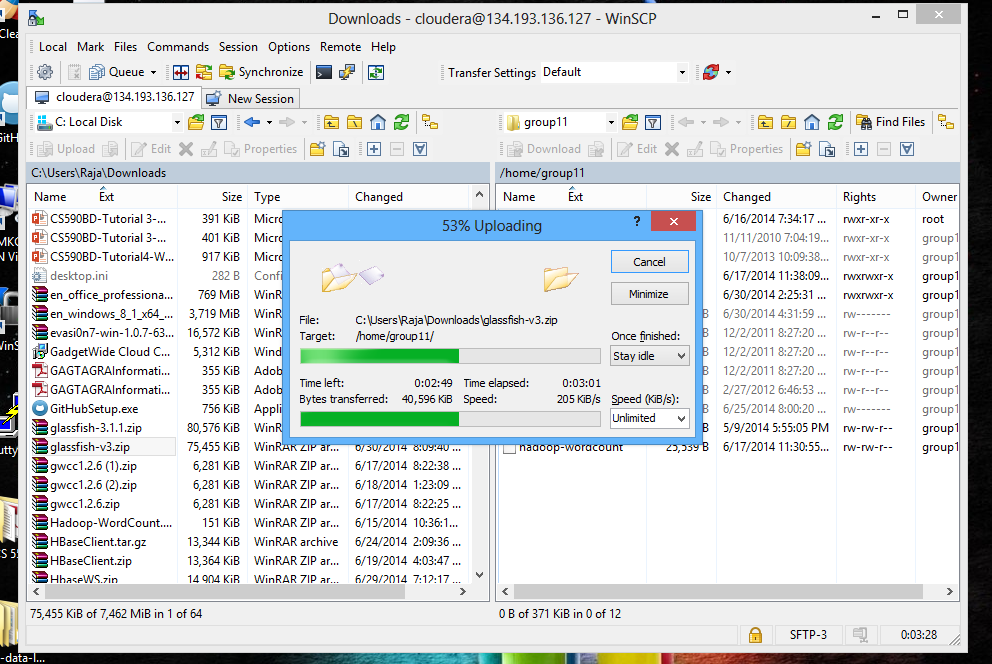 Downloads - cloudera@134.193.136.127 - WinSCP
Local Mark Files Commands Session Options Remote Help
Queue Synchronize Transfer Settings Default
cloudera@134.193.136.127 New Session
C: Local Disk group11 Find Files
Upload Edit Properties Download Edit Properties
C:\Users\Raja\Downloads /home/group11
Name Ext Size Type Changed Name Ext Size Changed Rights Owner
CS590BD-Tutorial 3-... 391 KiB Micro 6/16/2014 7:34:17 ... rwxr-xr-x root
CS590BD-Tutorial 3-... 401 KiB 11/11/2010 7:04:19... rwxr-xr-x group1
CS590BD-Tutorial4-W... 917 KiB 10/7/2013 10:09:38... rwxr-xr-x group1
desktop.ini 282 B Confi 6/17/2014 11:38:09... rwxrwxr-x group1
en_office_professiona... 769 MiB WinR 6/30/2014 2:25:31 ... rwxrwxr-x group1
en_windows_8_1_x64_... 3,719 MiB WinR B 6/30/2014 4:31:59 ... rw------- group1
evasi0n7-win-1.0.7-63... 16,572 KiB WinR B 12/2/2011 8:27:20 ... rw-r--r-- group1
GadgetWide Cloud C... 5,312 KiB Wind B 12/2/2011 8:27:20 ... rw-r--r-- group1
GAGTAGRAInformati... 355 KiB Adob B 12/2/2011 8:27:20 ... rw-r--r-- group1
GAGTAGRAInformati... 355 KiB Adob B 2/27/2012 6:46:53 ... rw-r--r-- group1
GitHubSetup.exe 756 KiB Appli B 6/25/2014 8:00:20 ... rw------- group1
glassfish-3.1.1.zip 80,576 KiB WinR B 5/9/2014 5:55:05 PM rw-rw-r-- group1
glassfish-v3.zip 75,455 KiB WinRAR ZIP ar... 6/30/2014 8:09:40 ... hadoop-wordcount 25,539 B 6/17/2014 11:30:55... rw-rw-r-- group1
gwcc1.2.6 (1).zip 6,281 KiB WinRAR ZIP ar... 6/17/2014 8:22:38 ...
gwcc1.2.6 (2).zip 6,281 KiB WinRAR ZIP ar... 6/18/2014 1:23:09 ...
gwcc1.2.6.zip 6,281 KiB WinRAR ZIP ar... 6/17/2014 8:22:25 ...
Hadoop-WordCount.... 151 KiB WinRAR ZIP ar... 6/15/2014 10:36:1...
HBaseClient.tar.gz 13,344 KiB WinRAR archive 6/24/2014 2:09:36 ...
HBaseClient.zip 13,364 KiB WinRAR ZIP ar... 6/19/2014 4:03:47 ...
HbaseWS.zip 14,904 KiB WinRAR ZIP ar... 6/29/2014 7:12:17 ...
75,455 KiB of 7,462 MiB in 1 of 64 0 B of 371 KiB in 0 of 12
SFTP-3 0:03:28
53% Uploading ?
Cancel
Minimize
File: C:\Users\Raja\Downloads\glassfish-v3.zip
Target: /home/group11/ Once finished:
Stay idle
Time left: 0:02:49 Time elapsed: 0:03:01
Bytes transferred: 40,596 KiB Speed: 205 KiB/s Speed (KiB/s):
Unlimited
-data-I...